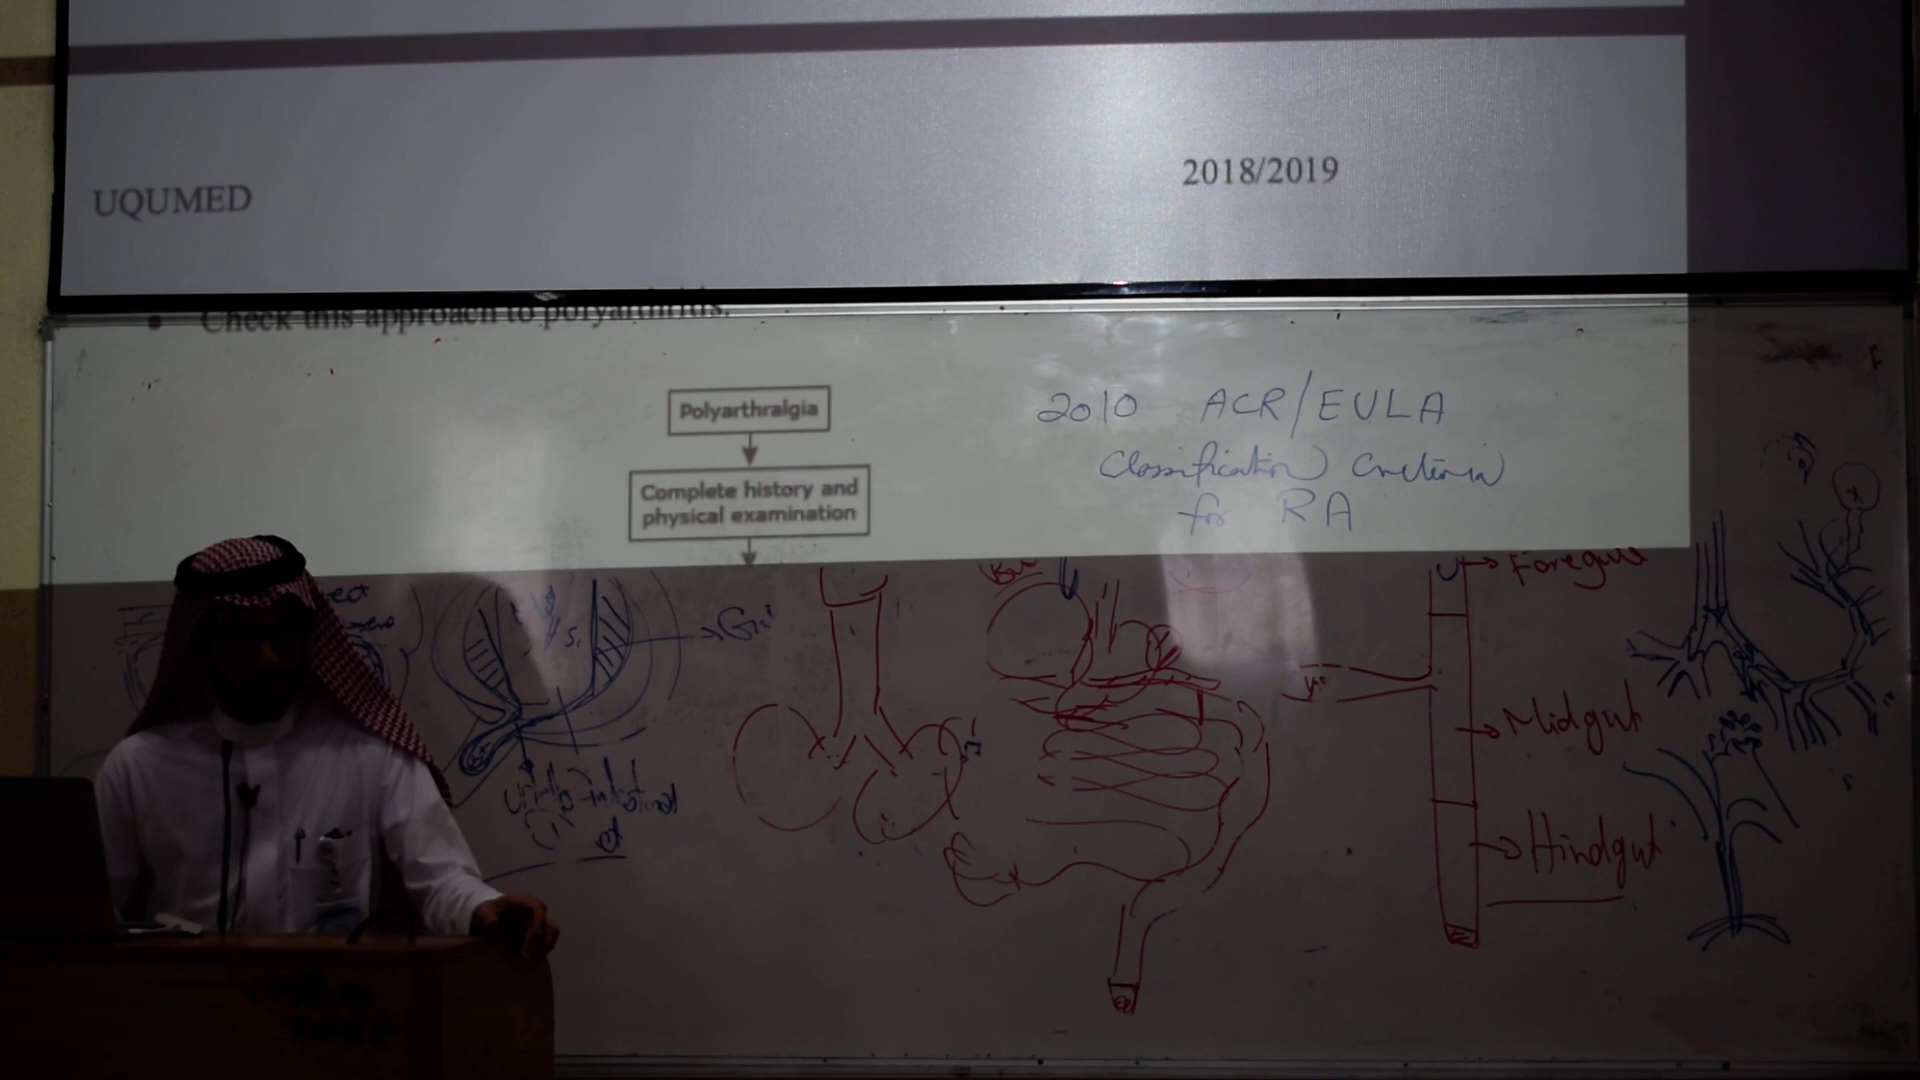 UQUMED
2018/2019
• Check this approach to polyarthritis.
Polyarthralgia
Complete history and
physical examination
2010 ACR/EULA
Classification Criteria
for RA
Foregut
Midgut
Hindgut